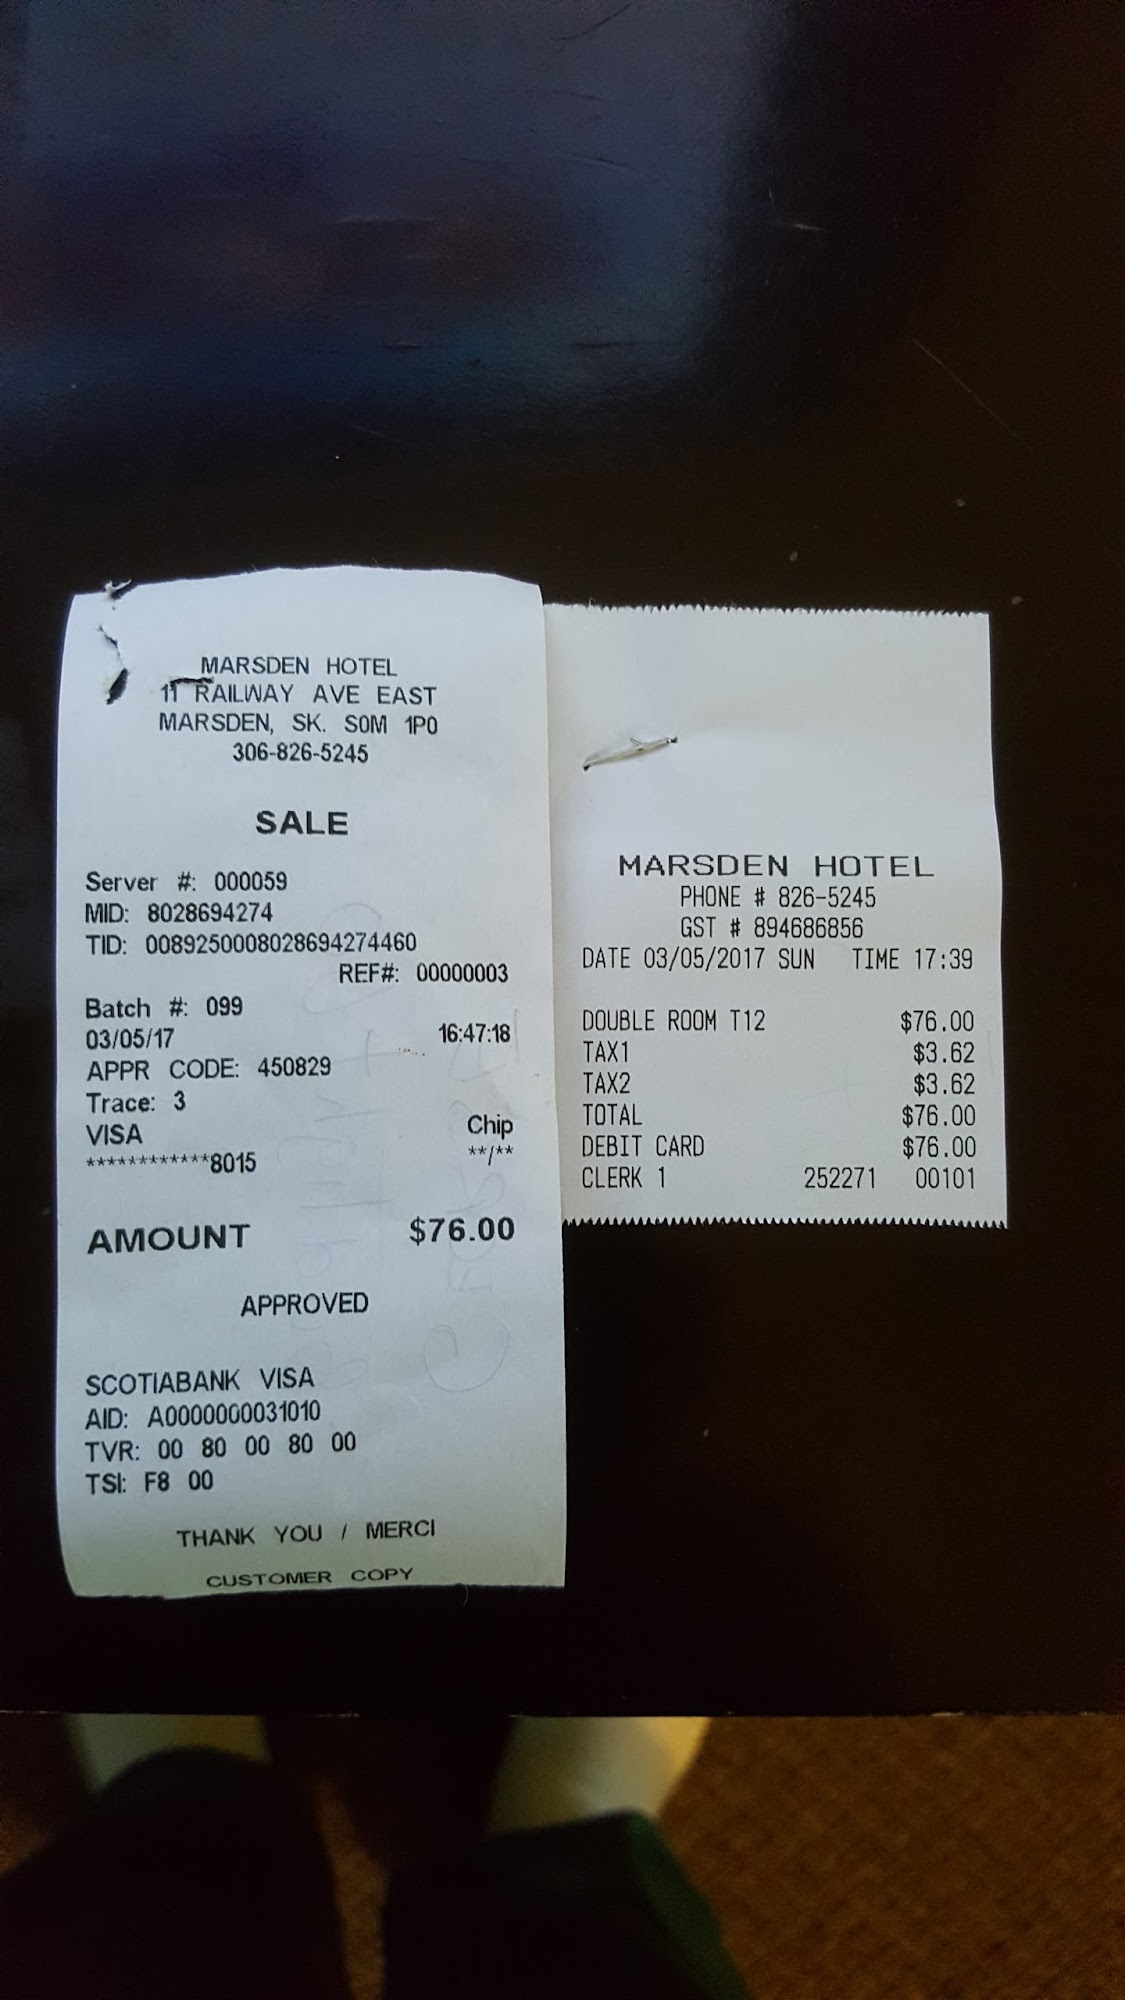 MARSDEN HOTEL
11 RAILWAY AVE EAST
MARSDEN, SK. S0M 1P0
306-826-5245
SALE
Server #: 000059
MID: 8028694274
TID: 0089250008028694274460
REF#: 00000003
Batch #: 099
03/05/17 16:47:18
APPR CODE: 450829
Trace: 3
VISA Chip
************8015 **/**
AMOUNT $76.00
APPROVED
SCOTIABANK VISA
AID: A0000000031010
TVR: 00 80 00 80 00
TSI: F8 00
THANK YOU / MERCI
CUSTOMER COPY
MARSDEN HOTEL
PHONE # 826-5245
GST # 894686856
DATE 03/05/2017 SUN TIME 17:39
DOUBLE ROOM T12 $76.00
TAX1 $3.62
TAX2 $3.62
TOTAL $76.00
DEBIT CARD $76.00
CLERK 1 252271 00101